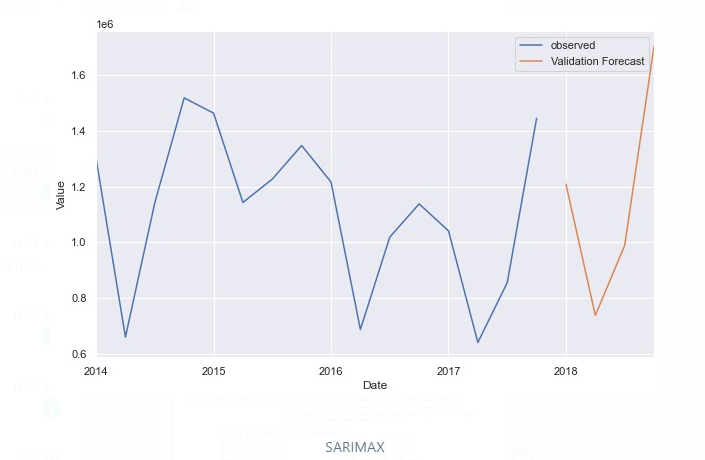 AIC
1e6
observed
Validation Forecast
1.6
1.4
1.2
1.0
0.8
0.6
Value
2014 2015 2016 2017 2018
Date
SARIMAX